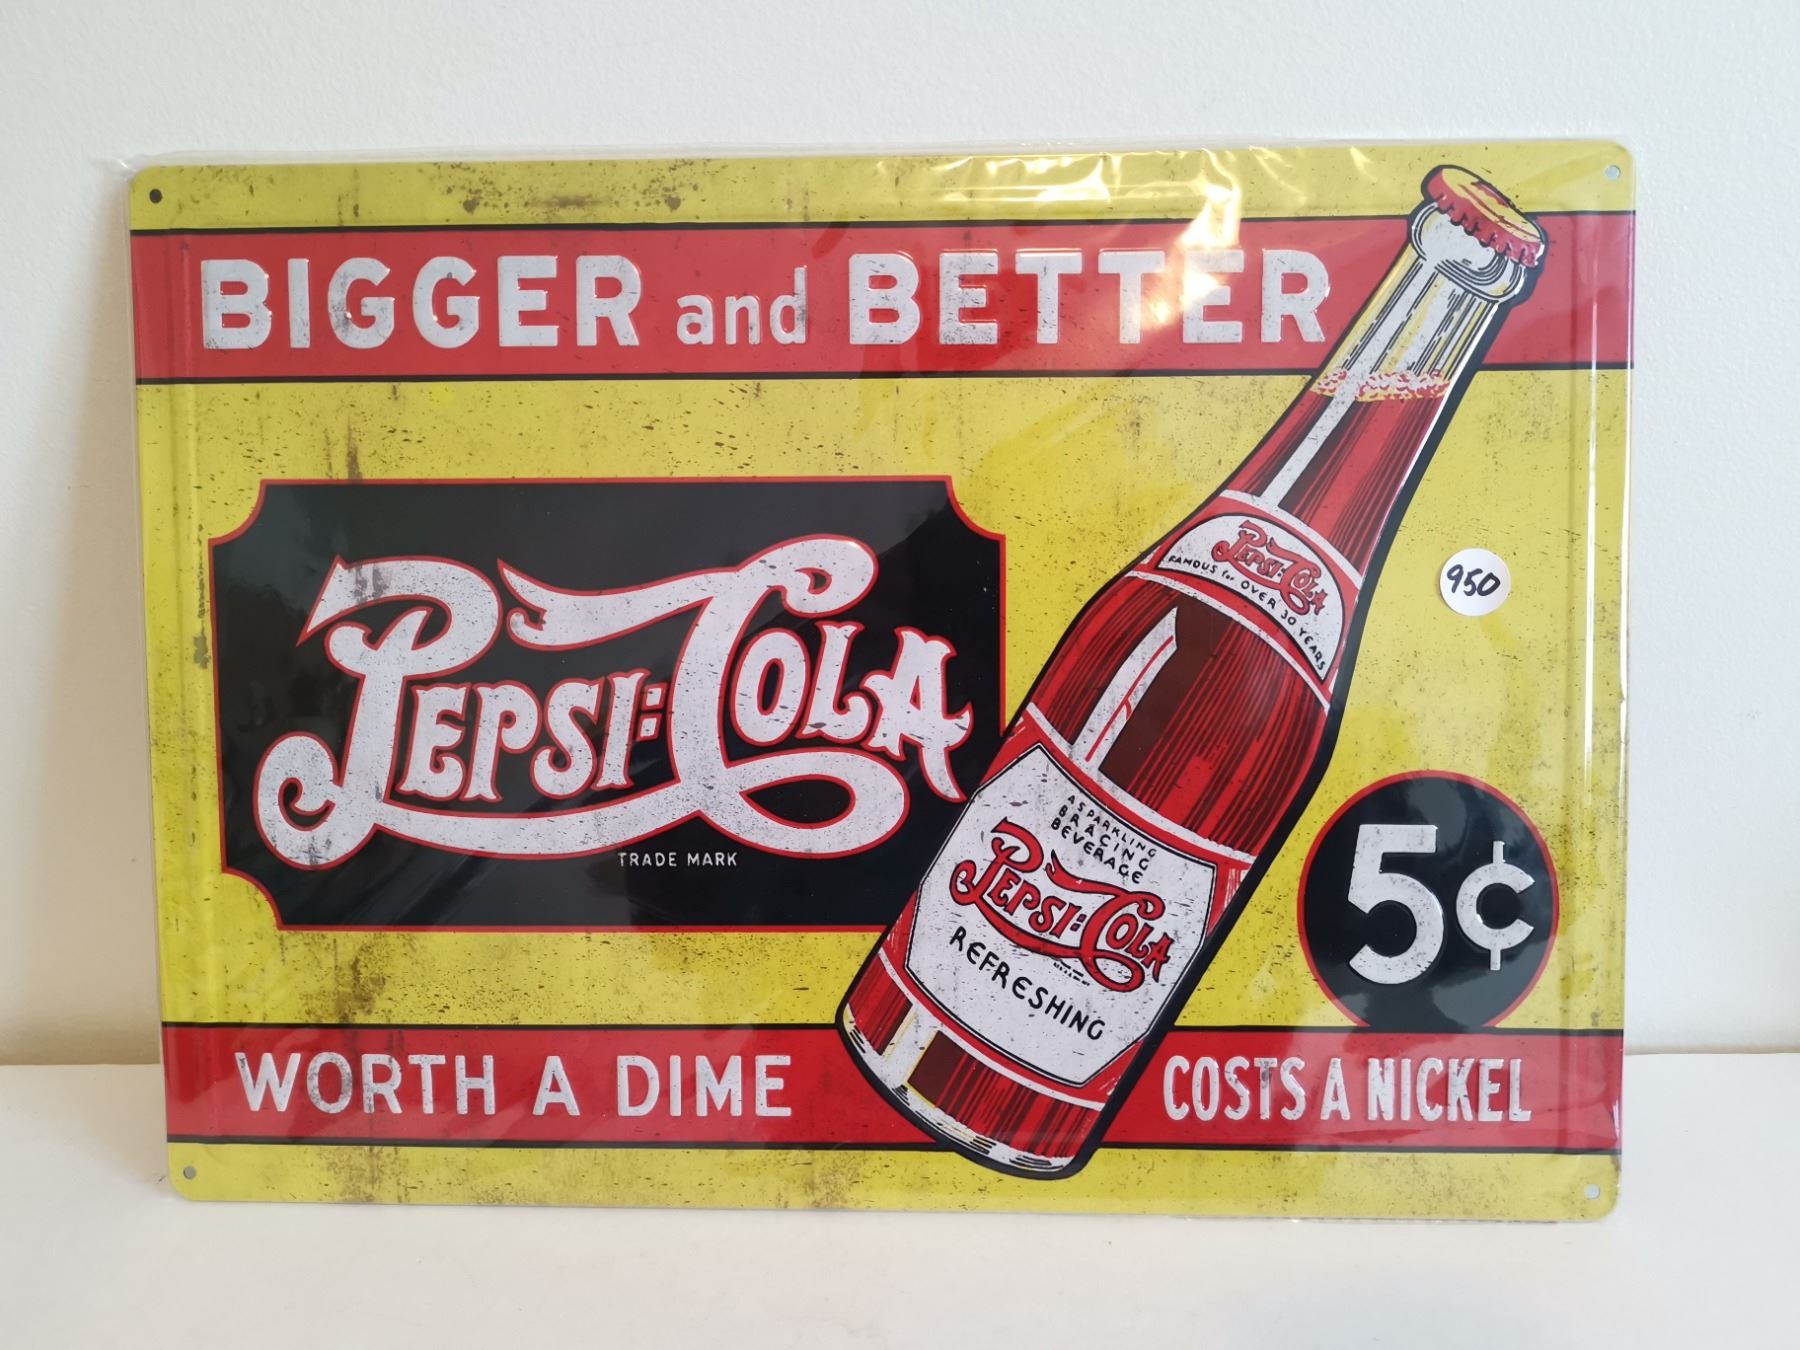 BIGGER and BETTER
PEPSI:COLA
TRADE MARK
PEPSI:COLA
FAMOUS for OVER 30 YEARS
950
A SPARKLING
BRACING
BEVERAGE
PEPSI:COLA
REFRESHING
5¢
WORTH A DIME
COSTS A NICKEL